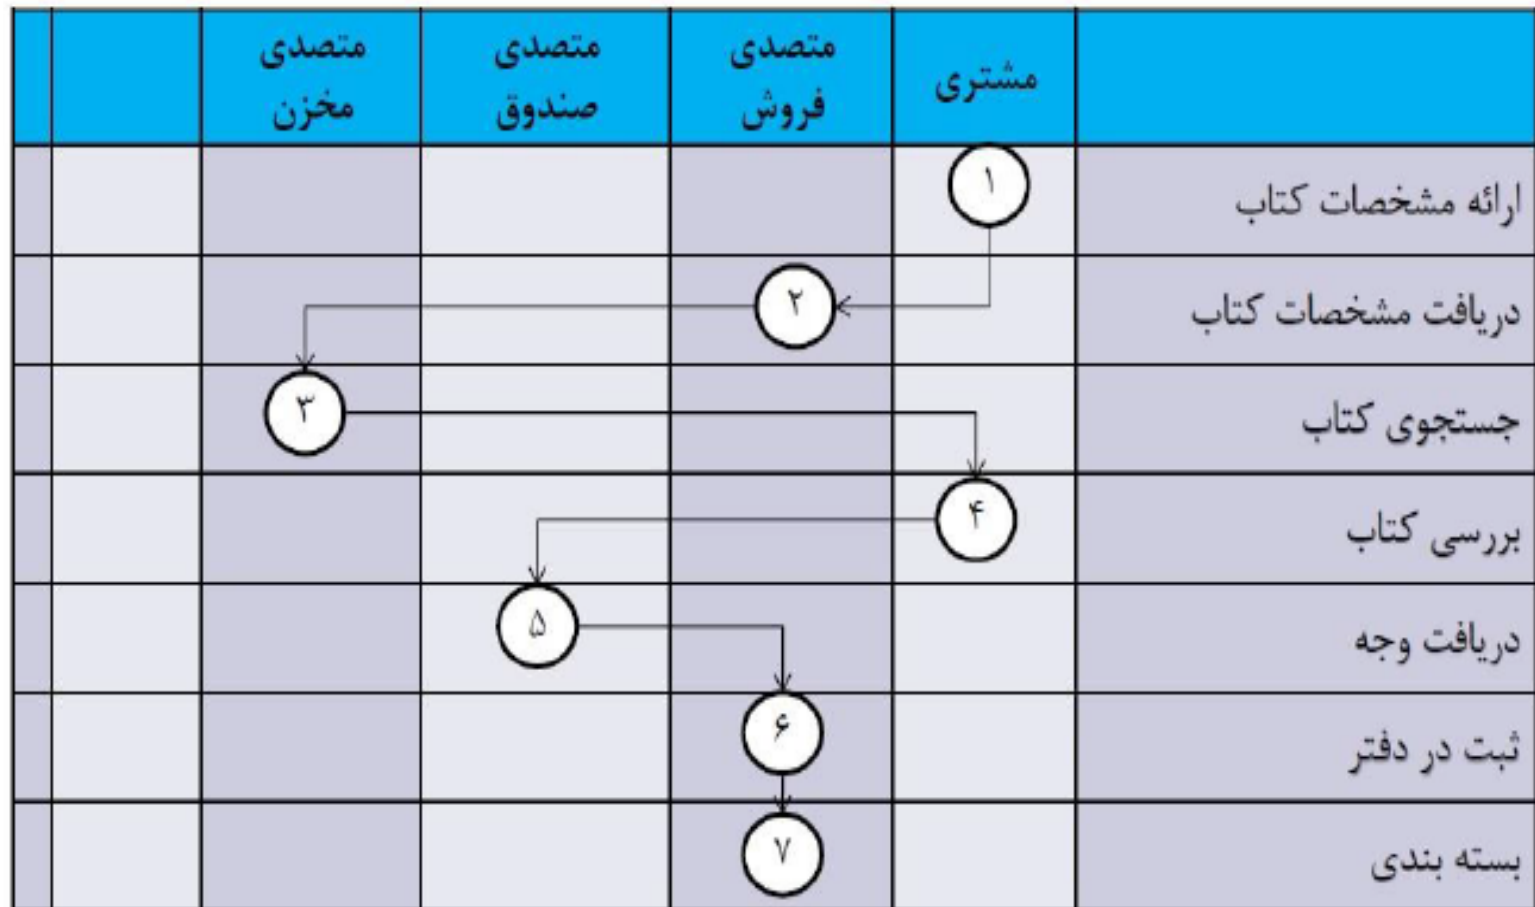 مشتری
متصدی
فروش
متصدی
صندوق
متصدی
مخزن
ارائه مشخصات کتاب
۱
دریافت مشخصات کتاب
۲
جستجوی کتاب
۳
بررسی کتاب
۴
دریافت وجه
۵
ثبت در دفتر
۶
بسته بندی
۷